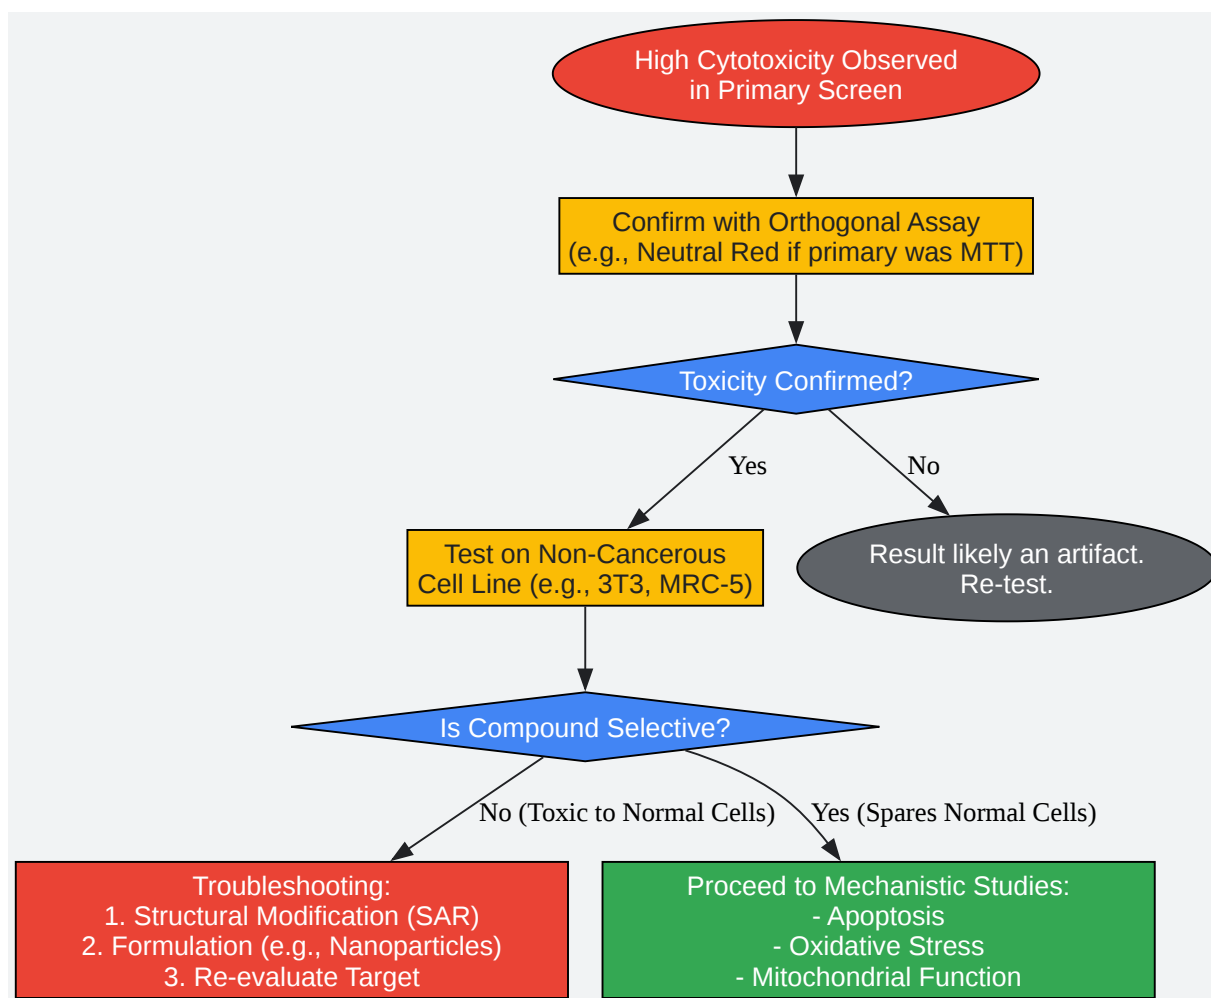 High Cytotoxicity Observed
in Primary Screen
Confirm with Orthogonal Assay
(e.g., Neutral Red if primary was MTT)
Toxicity Confirmed?
Yes
No
Test on Non-Cancerous
Cell Line (e.g., 3T3, MRC-5)
Result likely an artifact.
Re-test.
Is Compound Selective?
No (Toxic to Normal Cells)
Yes (Spares Normal Cells)
Troubleshooting:
1. Structural Modification (SAR)
2. Formulation (e.g., Nanoparticles)
3. Re-evaluate Target
Proceed to Mechanistic Studies:
- Apoptosis
- Oxidative Stress
- Mitochondrial Function